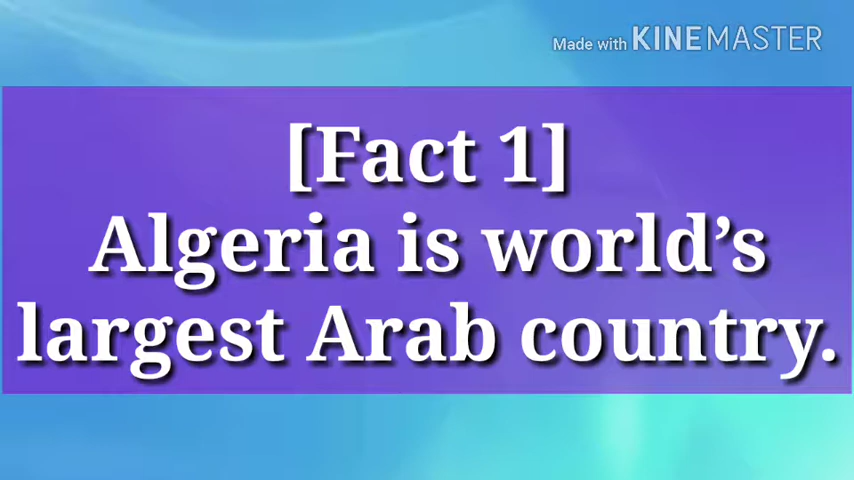 Made with KINEMASTER
[Fact 1]
Algeria is world’s
largest Arab country.